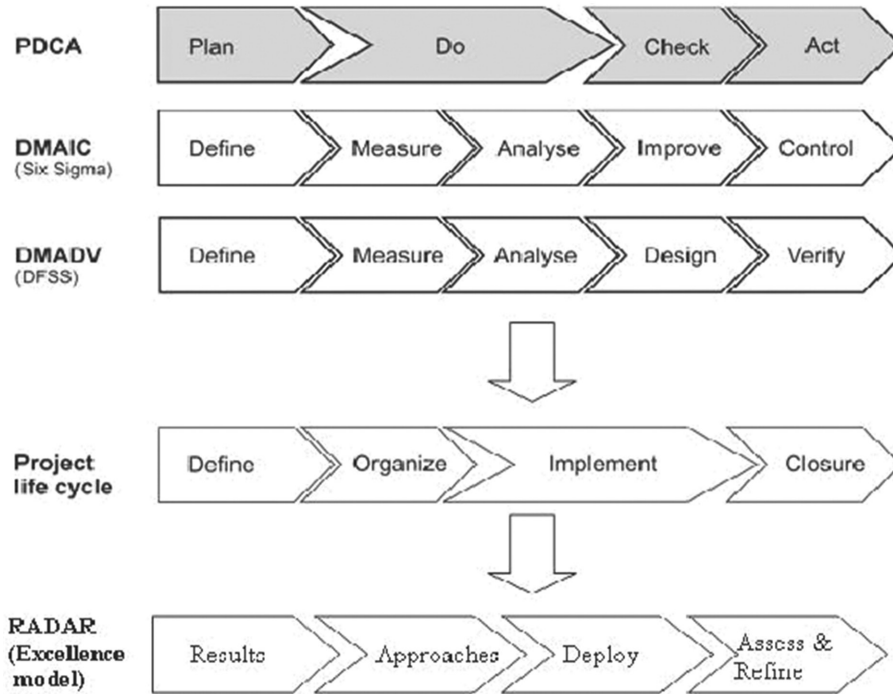 PDCA
Plan
Do
Check
Act
DMAIC
(Six Sigma)
Define
Measure
Analyse
Improve
Control
DMADV
(DFSS)
Define
Measure
Analyse
Design
Verify
Project
life cycle
Define
Organize
Implement
Closure
RADAR
(Excellence
model)
Results
Approaches
Deploy
Assess &
Refine